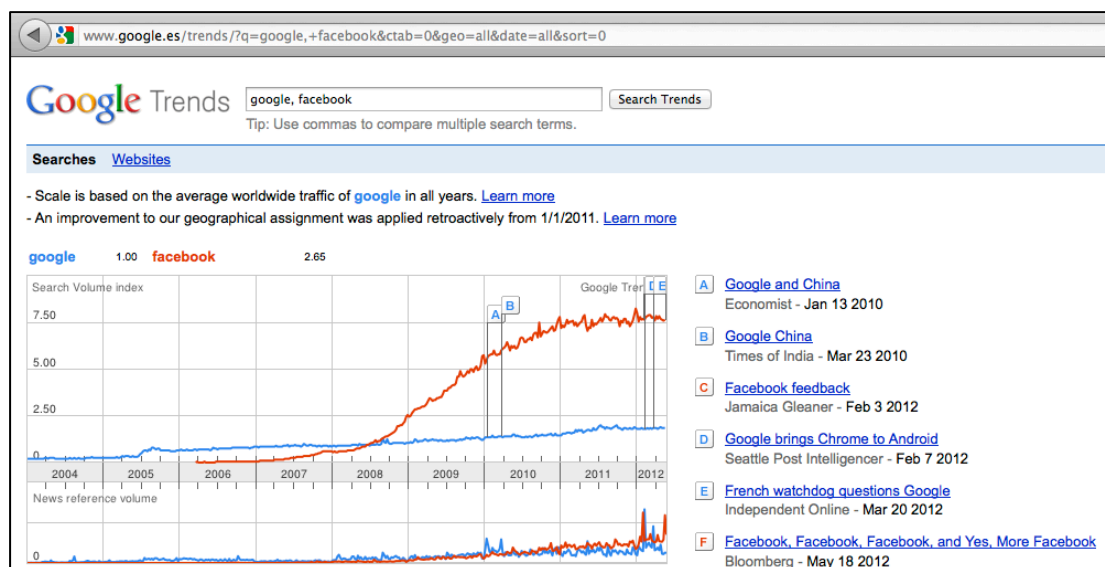 www.google.es/trends/?q=google,+facebook&ctab=0&geo=all&date=all&sort=0
Google Trends
google, facebook
Search Trends
Tip: Use commas to compare multiple search terms.
Searches Websites
- Scale is based on the average worldwide traffic of google in all years. Learn more
- An improvement to our geographical assignment was applied retroactively from 1/1/2011. Learn more
google 1.00 facebook 2.65
Search Volume index
Google Tren
D E
A
B
7.50
5.00
2.50
0
2004 2005 2006 2007 2008 2009 2010 2011 2012
News reference volume
0
A Google and China
Economist - Jan 13 2010
B Google China
Times of India - Mar 23 2010
C Facebook feedback
Jamaica Gleaner - Feb 3 2012
D Google brings Chrome to Android
Seattle Post Intelligencer - Feb 7 2012
E French watchdog questions Google
Independent Online - Mar 20 2012
F Facebook, Facebook, Facebook, and Yes, More Facebook
Bloomberg - May 18 2012